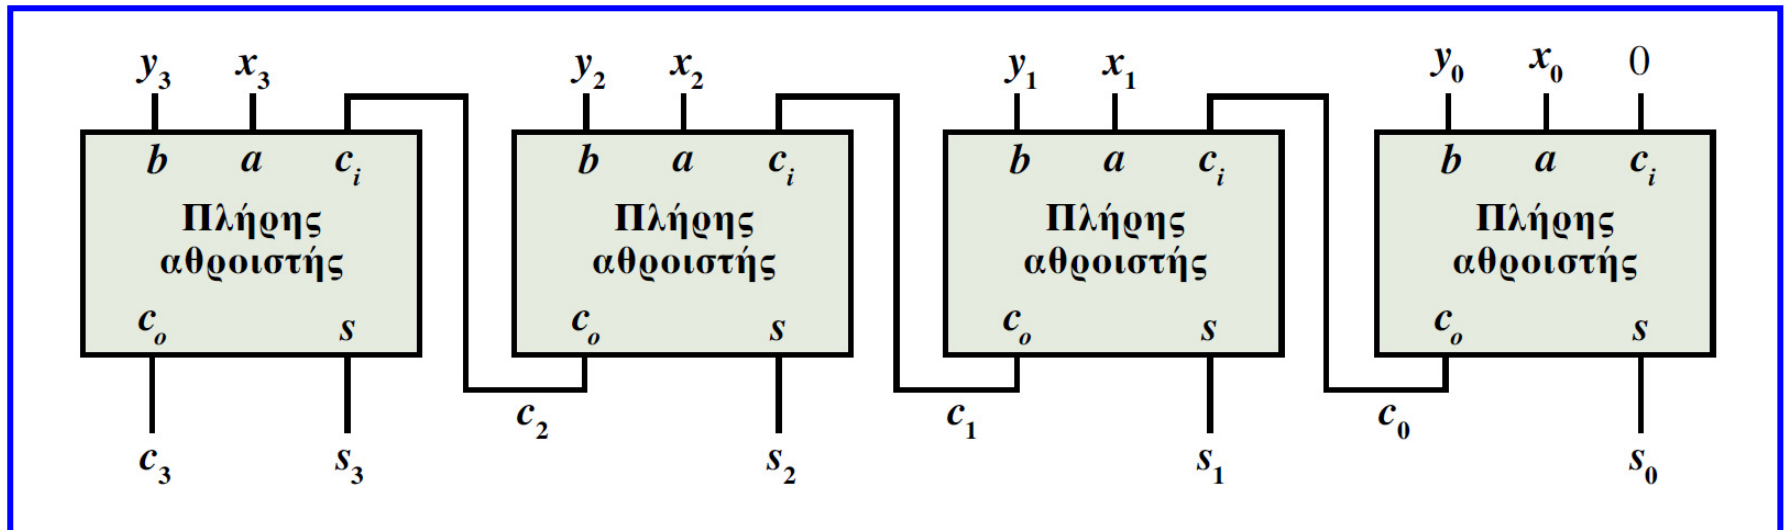 y₃ x₃ y₂ x₂ y₁ x₁ y₀ x₀ 0
b a cᵢ b a cᵢ b a cᵢ b a cᵢ
Πλήρης Πλήρης Πλήρης Πλήρης
αθροιστής αθροιστής αθροιστής αθροιστής
cₒ s cₒ s cₒ s cₒ s
c₂ c₁ c₀
c₃ s₃ s₂ s₁ s₀